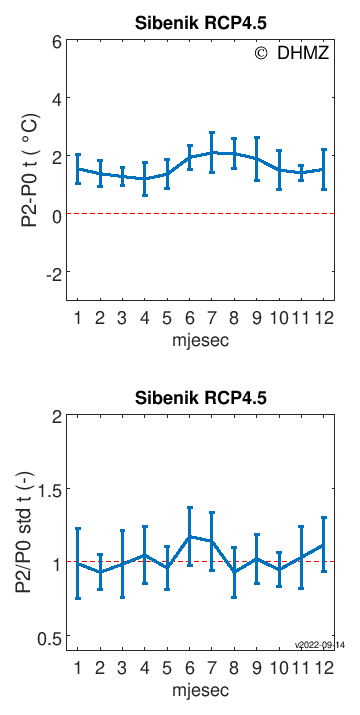 Sibenik RCP4.5
© DHMZ
P2-P0 t ( °C)
6
4
2
0
-2
1 2 3 4 5 6 7 8 9 10 11 12
mjesec
Sibenik RCP4.5
P2/P0 std t (-)
2
1.5
1
0.5
v2022-09-14
1 2 3 4 5 6 7 8 9 10 11 12
mjesec